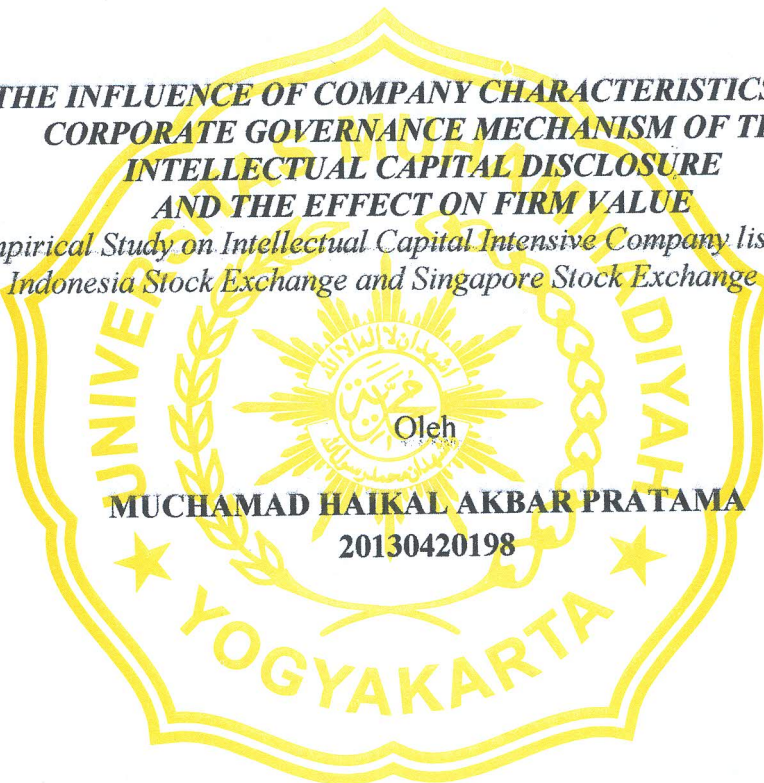 THE INFLUENCE OF COMPANY CHARACTERISTICS
CORPORATE GOVERNANCE MECHANISM OF
INTELLECTUAL CAPITAL DISCLOSURE
AND THE EFFECT ON FIRM VALUE
Empirical Study on Intellectual Capital Intensive Company
Indonesia Stock Exchange and Singapore Stock Exchange
UNIVERSITAS MUHAMMADIYAH
Oleh
MUCHAMAD HAIKAL AKBAR PRATAMA
20130420198
YOGYAKARTA